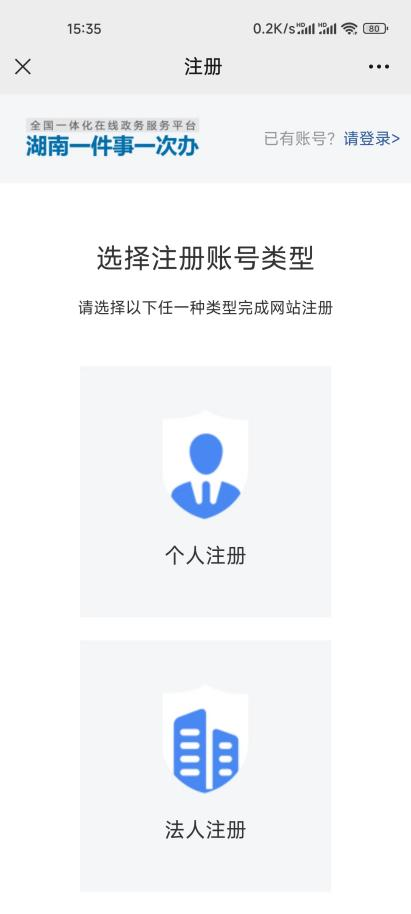 15:35
0.2K/s HD HD 80
注册
全国一体化在线政务服务平台
湖南一件事一次办
已有账号？请登录>
选择注册账号类型
请选择以下任一种类型完成网站注册
个人注册
法人注册